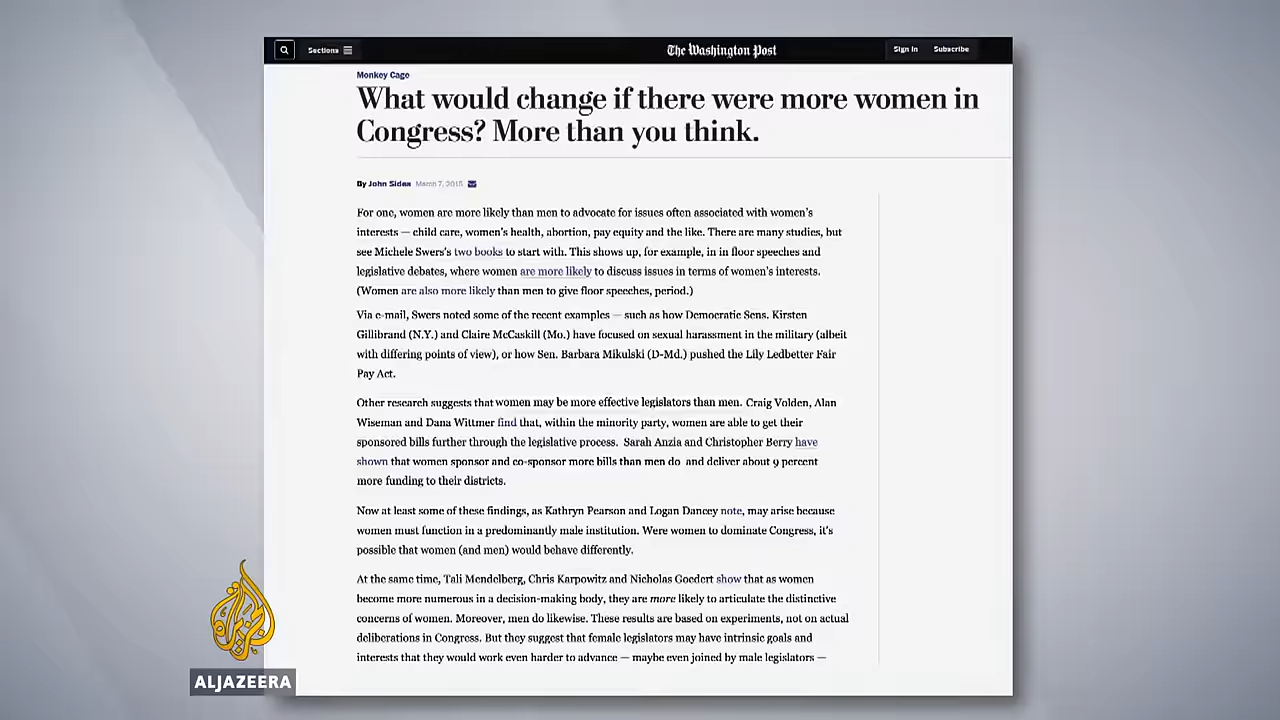 Sections
The Washington Post
Sign In
Subscribe
Monkey Cage
What would change if there were more women in
Congress? More than you think.
By John Sides March 7, 2015
For one, women are more likely than men to advocate for issues often associated with women's
interests — child care, women's health, abortion, pay equity and the like. There are many studies, but
see Michele Swers's two books to start with. This shows up, for example, in in floor speeches and
legislative debates, where women are more likely to discuss issues in terms of women's interests.
(Women are also more likely than men to give floor speeches, period.)
Via e-mail, Swers noted some of the recent examples — such as how Democratic Sens. Kirsten
Gillibrand (N.Y.) and Claire McCaskill (Mo.) have focused on sexual harassment in the military (albeit
with differing points of view), or how Sen. Barbara Mikulski (D-Md.) pushed the Lily Ledbetter Fair
Pay Act.
Other research suggests that women may be more effective legislators than men. Craig Volden, Alan
Wiseman and Dana Wittmer find that, within the minority party, women are able to get their
sponsored bills further through the legislative process. Sarah Anzia and Christopher Berry have
shown that women sponsor and co-sponsor more bills than men do and deliver about 9 percent
more funding to their districts.
Now at least some of these findings, as Kathryn Pearson and Logan Dancey note, may arise because
women must function in a predominantly male institution. Were women to dominate Congress, it's
possible that women (and men) would behave differently.
At the same time, Tali Mendelberg, Chris Karpowitz and Nicholas Goedert show that as women
become more numerous in a decision-making body, they are more likely to articulate the distinctive
concerns of women. Moreover, men do likewise. These results are based on experiments, not on actual
deliberations in Congress. But they suggest that female legislators may have intrinsic goals and
interests that they would work even harder to advance — maybe even joined by male legislators —
ALJAZEERA